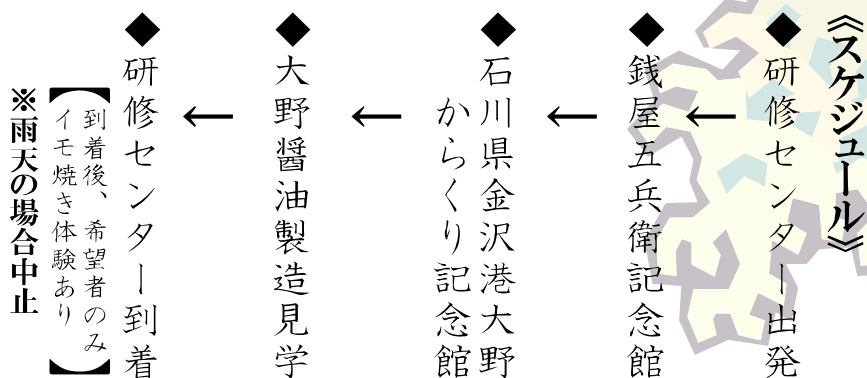 《スケジュール》
◆研修センター出発
←
◆銭屋五兵衛記念館
←
◆石川県金沢港大野
からくり記念館
←
◆大野醤油製造見学
←
◆研修センター到着
【到着後、希望者のみ
イモ焼き体験あり】
※雨天の場合中止